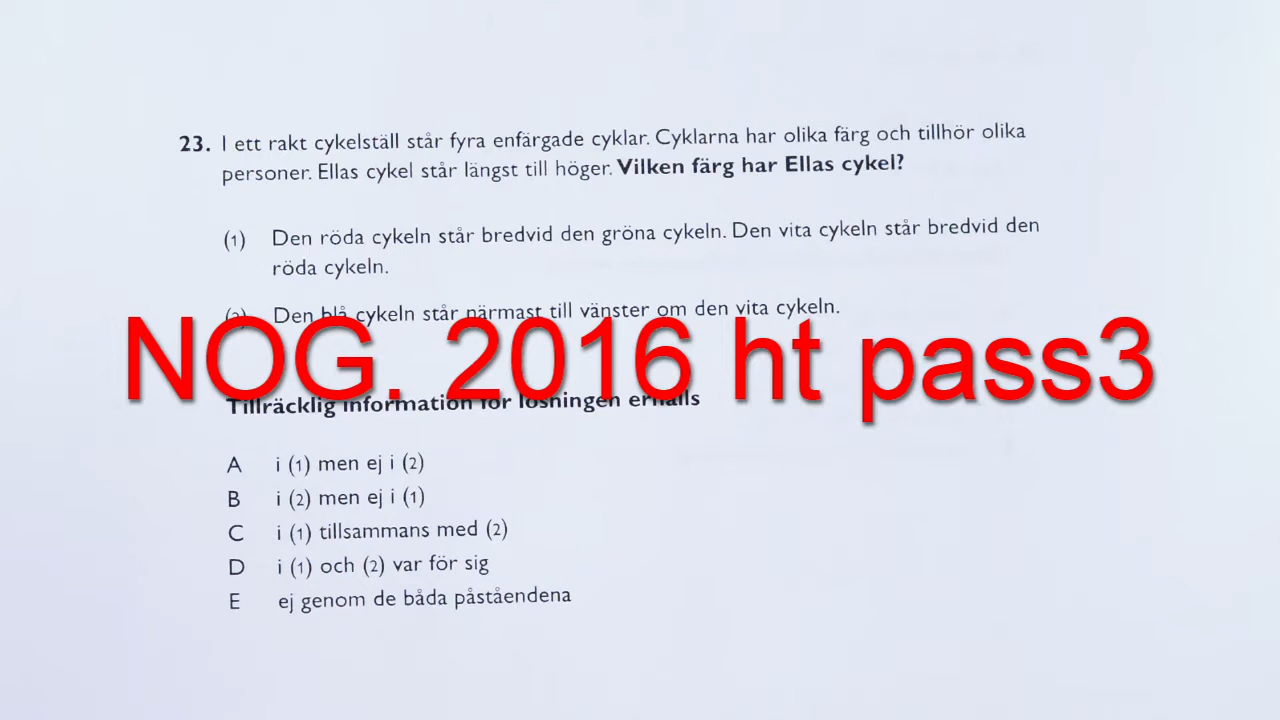 23. I ett rakt cykelställ står fyra enfärgade cyklar. Cyklarna har olika färg och tillhör olika
personer. Ellas cykel står längst till höger. Vilken färg har Ellas cykel?
(1) Den röda cykeln står bredvid den gröna cykeln. Den vita cykeln står bredvid den
röda cykeln.
(2) Den blå cykeln står närmast till vänster om den vita cykeln.
NOG. 2016 ht pass3
Tillräcklig information för lösningen erhålls
A i (1) men ej i (2)
B i (2) men ej i (1)
C i (1) tillsammans med (2)
D i (1) och (2) var för sig
E ej genom de båda påståendena